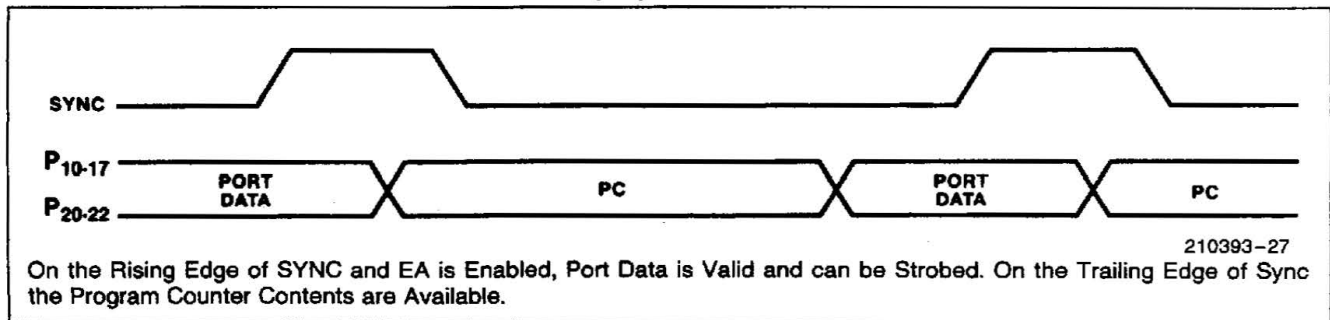 SYNC
P10-17
PORT
DATA
PC
PORT
DATA
PC
P20-22
210393-27
On the Rising Edge of SYNC and EA is Enabled, Port Data is Valid and can be Strobed. On the Trailing Edge of Sync
the Program Counter Contents are Available.